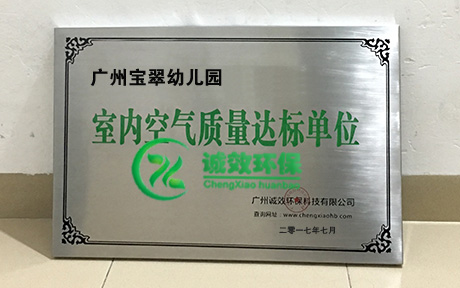 广州宝翠幼儿园
室内空气质量达标单位
诚效环保
ChengXiao huanbao
广州诚效环保科技有限公司
查询网址：www.chengxiaohb.com
二零一七年七月